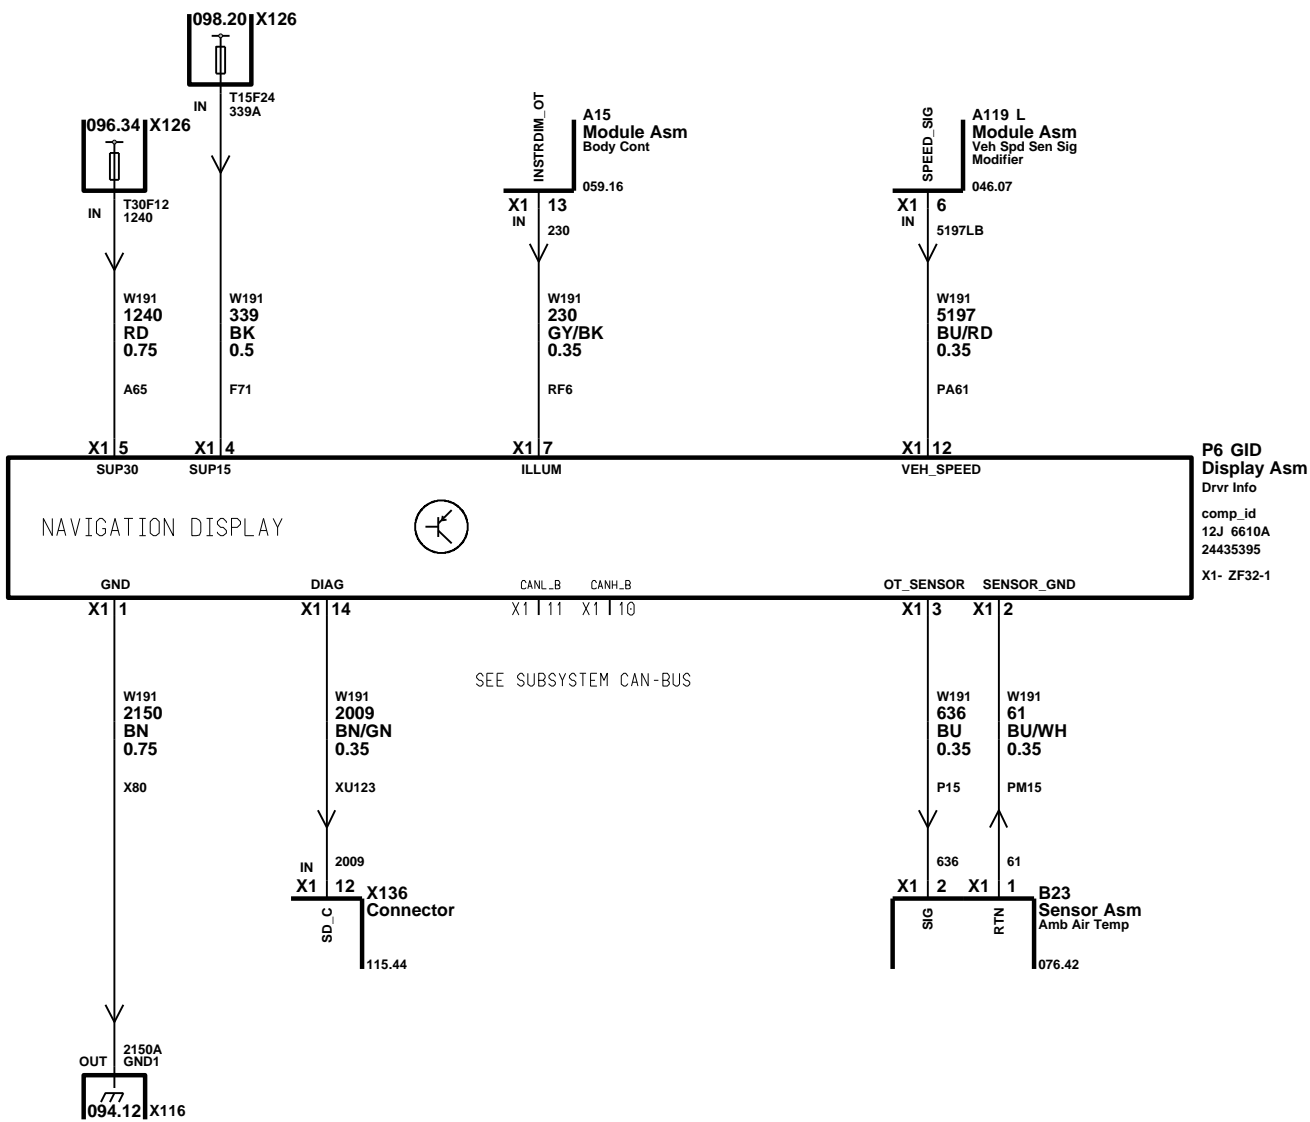 098.20 X126
T15F24
IN 339A
096.34 X126
T30F12
IN 1240
INSTRDIM_OT
A15
Module Asm
Body Cont
059.16
X1 13
IN 230
SPEED_SIG
A119 L
Module Asm
Veh Spd Sen Sig
Modifier
046.07
X1 6
IN 5197LB
W191
1240
RD
0.75
A65
W191
339
BK
0.5
F71
W191
230
GY/BK
0.35
RF6
W191
5197
BU/RD
0.35
PA61
X1 5
SUP30
X1 4
SUP15
X1 7
ILLUM
X1 12
VEH_SPEED
P6 GID
Display Asm
Drvr Info
comp_id
12J 6610A
24435395
X1- ZF32-1
NAVIGATION DISPLAY
GND
X1 1
DIAG
X1 14
CANL_B
X1 11
CANH_B
X1 10
OT_SENSOR
X1 3
SENSOR_GND
X1 2
SEE SUBSYSTEM CAN-BUS
W191
2150
BN
0.75
X80
W191
2009
BN/GN
0.35
XU123
W191
636
BU
0.35
P15
W191
61
BU/WH
0.35
PM15
IN 2009
X1 12
X136
Connector
SD_C
115.44
636
X1 2
SIG
61
X1 1
RTN
B23
Sensor Asm
Amb Air Temp
076.42
2150A
OUT GND1
094.12 X116